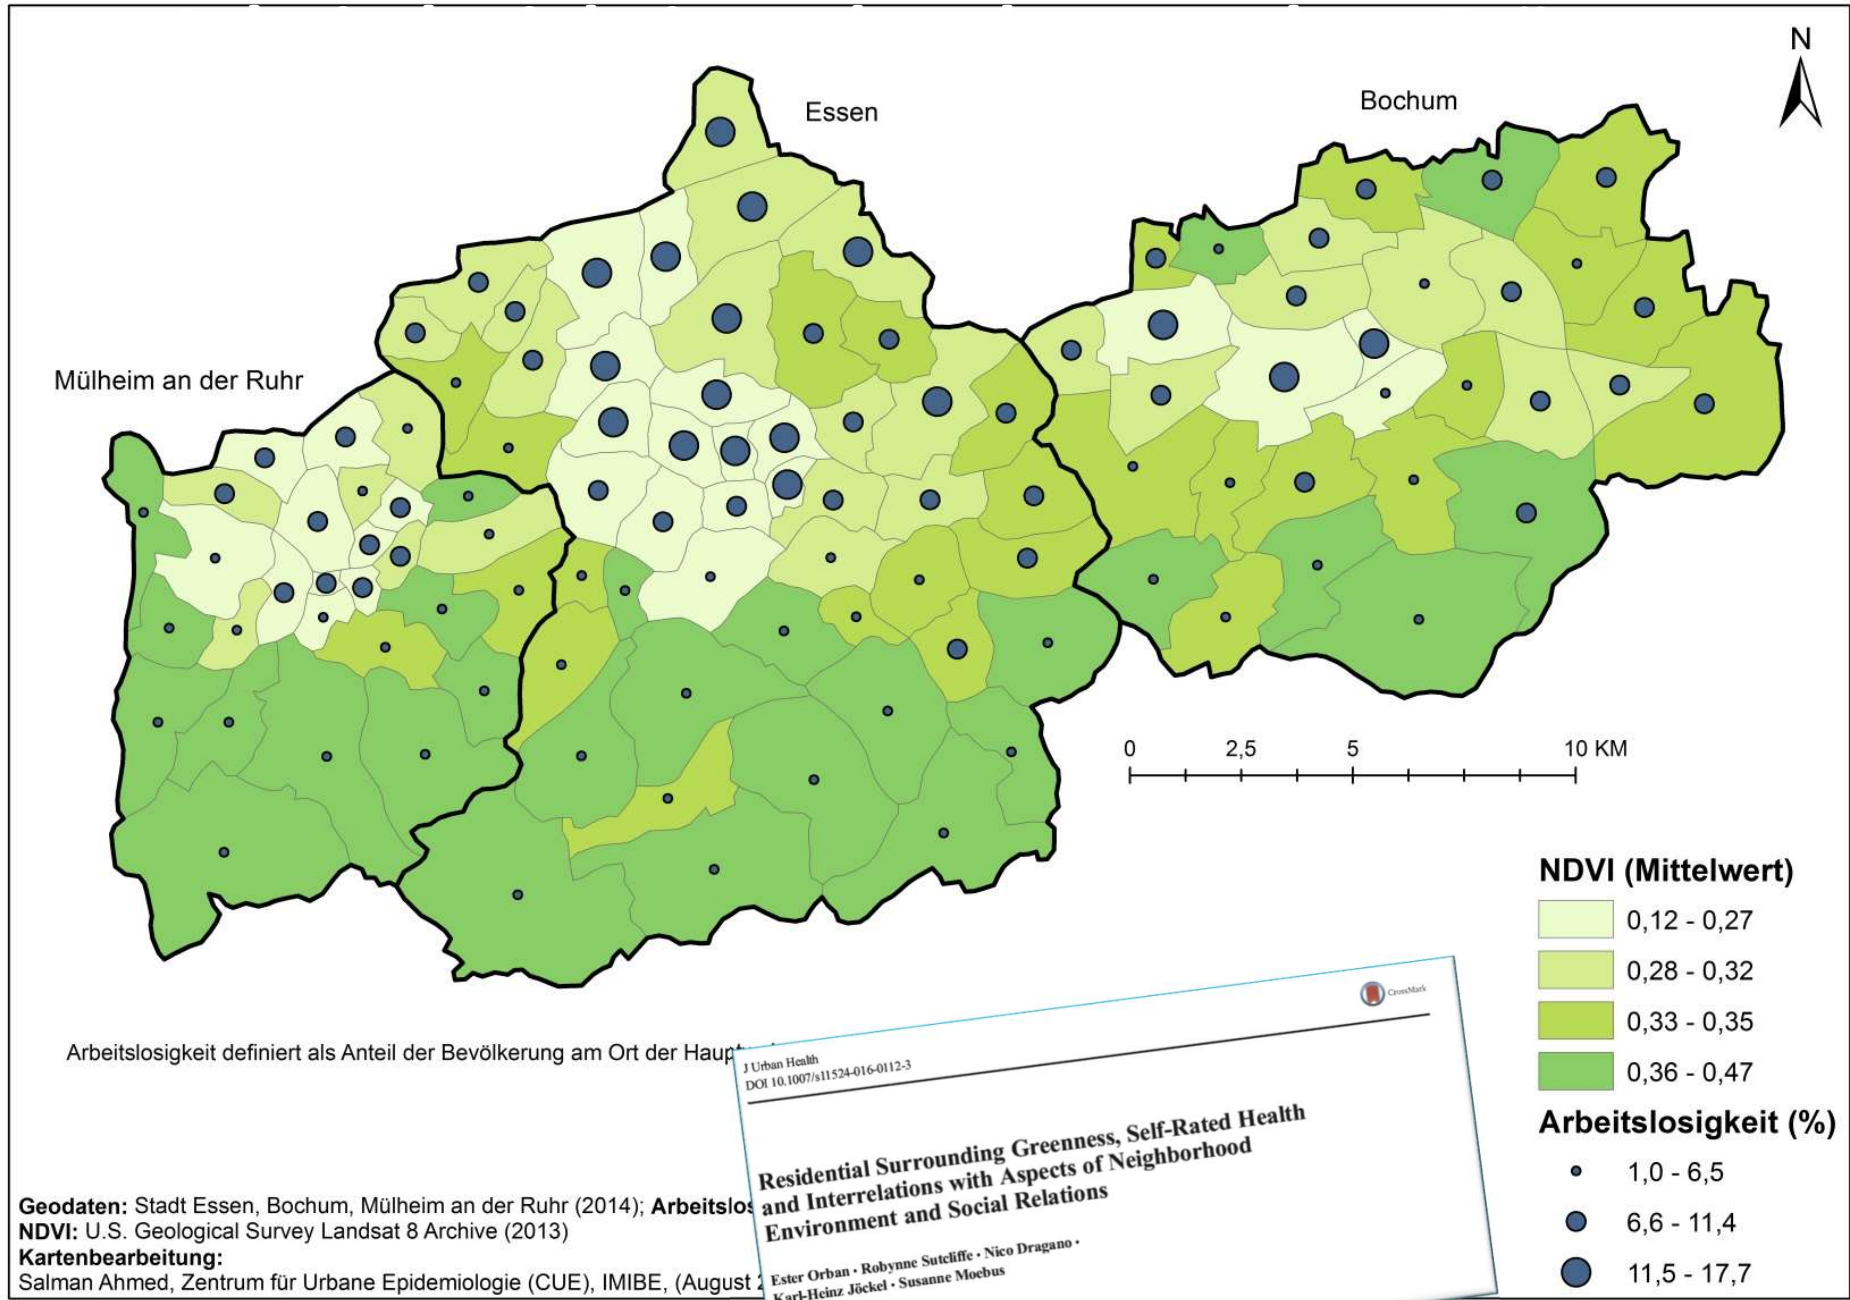 N
Essen
Bochum
Mülheim an der Ruhr
0 2,5 5 10 KM
NDVI (Mittelwert)
0,12 - 0,27
0,28 - 0,32
0,33 - 0,35
0,36 - 0,47
Arbeitslosigkeit (%)
1,0 - 6,5
6,6 - 11,4
11,5 - 17,7
Arbeitslosigkeit definiert als Anteil der Bevölkerung am Ort der
Geodaten: Stadt Essen, Bochum, Mülheim an der Ruhr (2014);
NDVI: U.S. Geological Survey Landsat 8 Archive (2013)
Kartenbearbeitung:
Salman Ahmed, Zentrum für Urbane Epidemiologie (CUE), IMIBE, (August
CrossMark
J Urban Health
DOI 10.1007/s11524-016-0112-3
Residential Surrounding Greenness, Self-Rated Health
and Interrelations with Aspects of Neighborhood
Environment and Social Relations
Ester Orban · Robynne Sutcliffe · Nico Dragano ·
Karl-Heinz Jöckel · Susanne Moebus